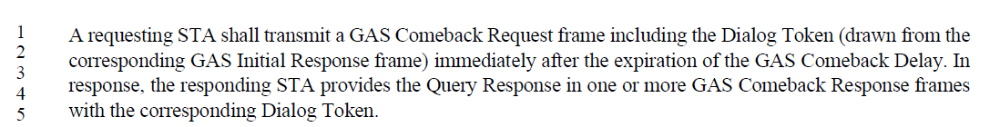 1 A requesting STA shall transmit a GAS Comeback Request frame including the Dialog Token (drawn from the
2 corresponding GAS Initial Response frame) immediately after the expiration of the GAS Comeback Delay. In
3 response, the responding STA provides the Query Response in one or more GAS Comeback Response frames
4 with the corresponding Dialog Token.
5